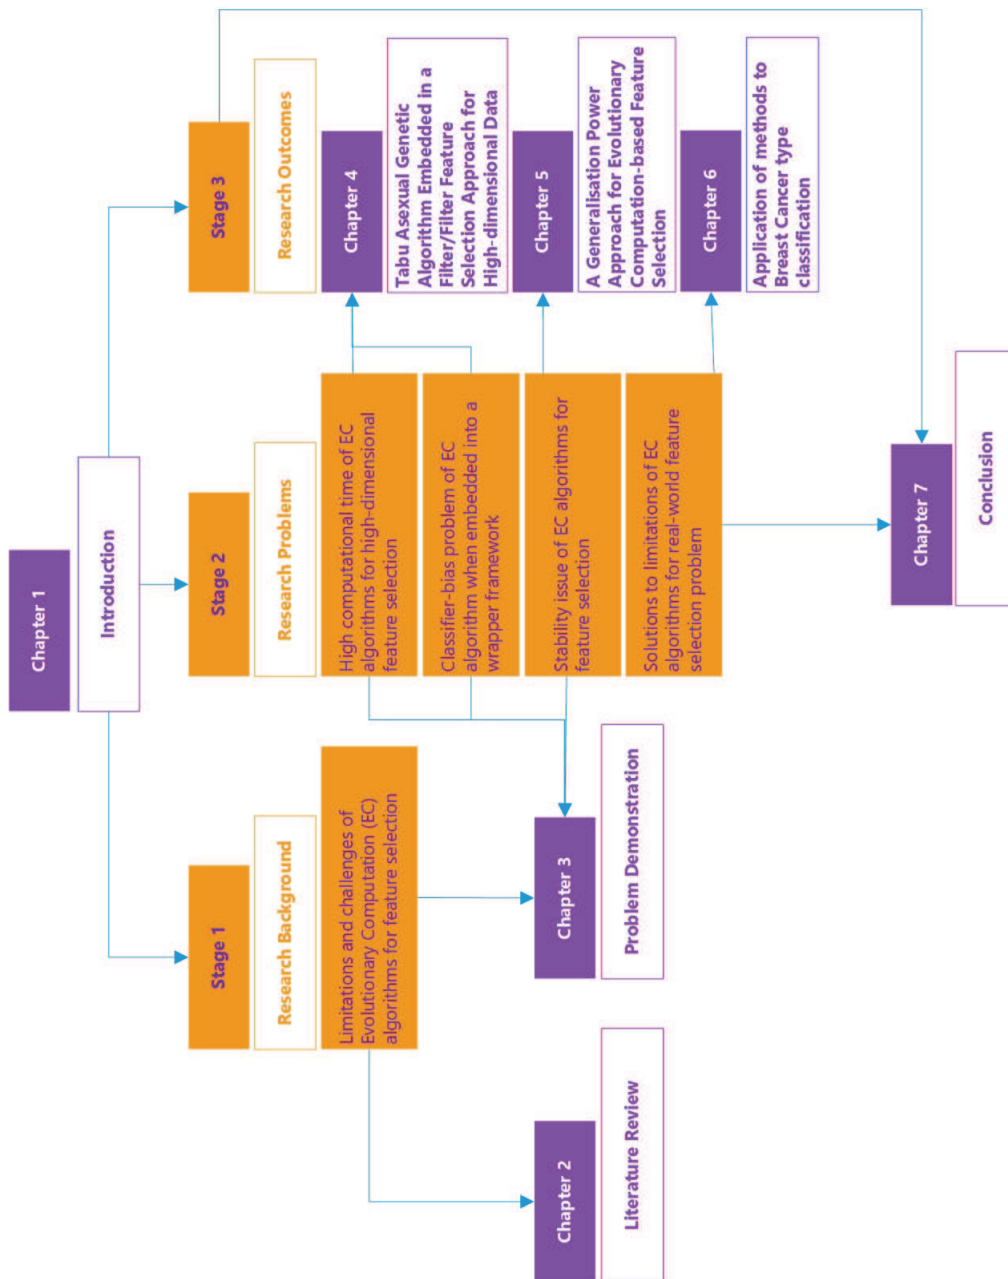 Chapter 1
Introduction
Stage 1
Research Background
Limitations and challenges of
Evolutionary Computation (EC)
algorithms for feature selection
Chapter 2
Literature Review
Chapter 3
Problem Demonstration
Stage 2
Research Problems
High computational time of EC
algorithms for high-dimensional
feature selection
Classifier-bias problem of EC
algorithm when embedded into a
wrapper framework
Stability issue of EC algorithms for
feature selection
Solutions to limitations of EC
algorithms for real-world feature
selection problem
Stage 3
Research Outcomes
Chapter 4
Tabu Asexual Genetic
Algorithm Embedded in a
Filter/Filter Feature
Selection Approach for
High-dimensional Data
Chapter 5
A Generalisation Power
Approach for Evolutionary
Computation-based Feature
Selection
Chapter 6
Application of methods to
Breast Cancer type
classification
Chapter 7
Conclusion